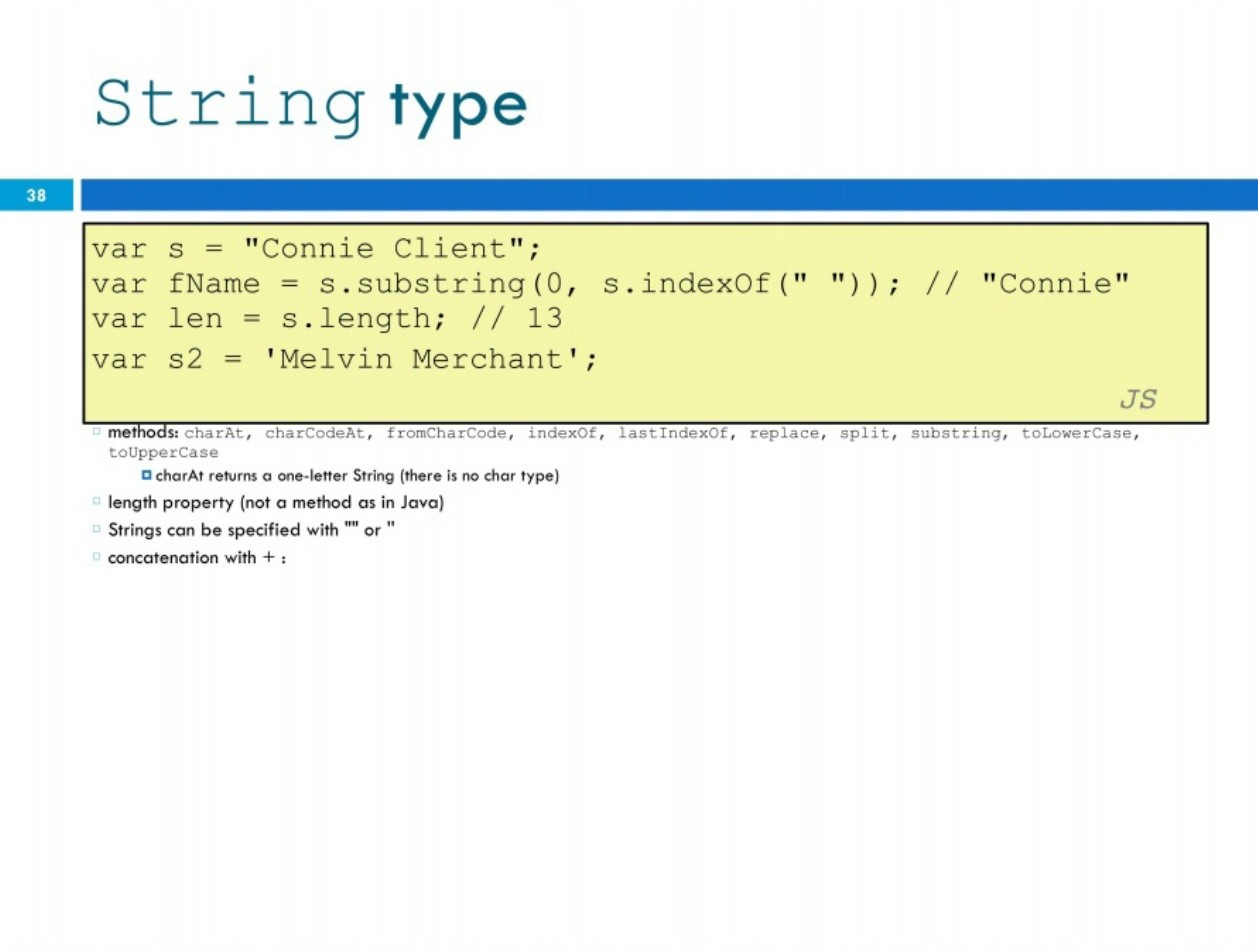 String type
38
var s = "Connie Client";
var fName = s.substring(0, s.indexOf(" ")); // "Connie"
var len = s.length; // 13
var s2 = 'Melvin Merchant';
JS
methods: charAt, charCodeAt, fromCharCode, indexOf, lastIndexOf, replace, split, substring, toLowerCase,
toUpperCase
charAt returns a one-letter String (there is no char type)
length property (not a method as in Java)
Strings can be specified with "" or ''
concatenation with + :